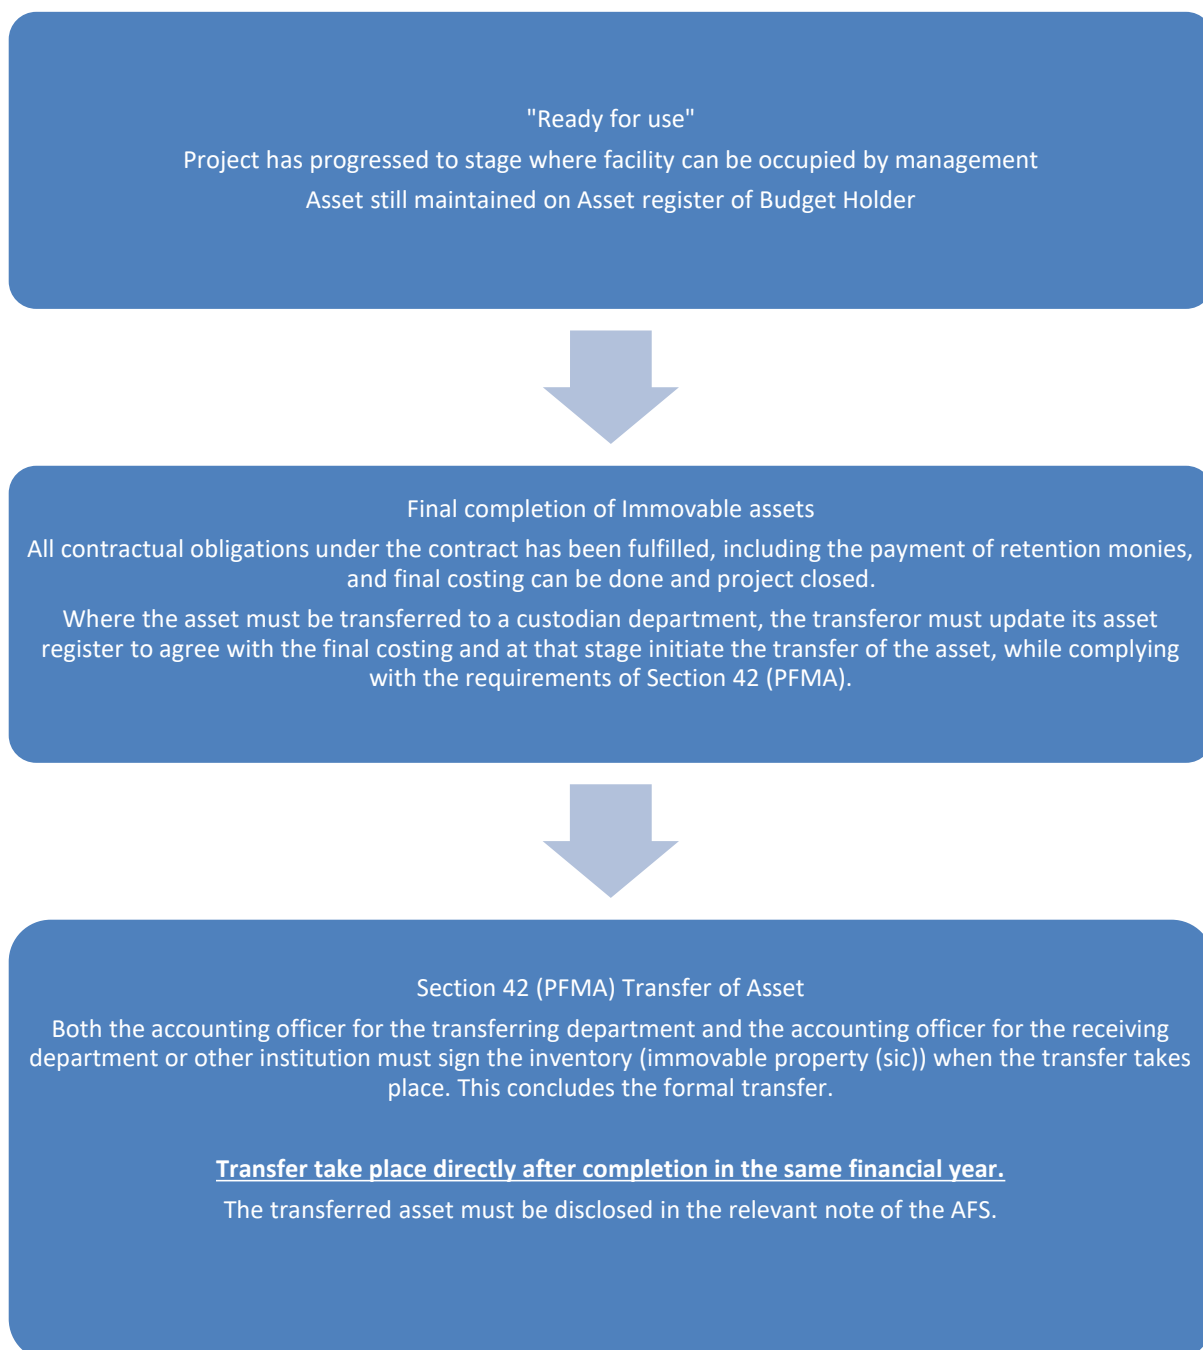 "Ready for use"
Project has progressed to stage where facility can be occupied by management
Asset still maintained on Asset register of Budget Holder
Final completion of Immovable assets
All contractual obligations under the contract has been fulfilled, including the payment of retention monies,
and final costing can be done and project closed.
Where the asset must be transferred to a custodian department, the transferor must update its asset
register to agree with the final costing and at that stage initiate the transfer of the asset, while complying
with the requirements of Section 42 (PFMA).
Section 42 (PFMA) Transfer of Asset
Both the accounting officer for the transferring department and the accounting officer for the receiving
department or other institution must sign the inventory (immovable property (sic)) when the transfer takes
place. This concludes the formal transfer.
Transfer take place directly after completion in the same financial year.
The transferred asset must be disclosed in the relevant note of the AFS.